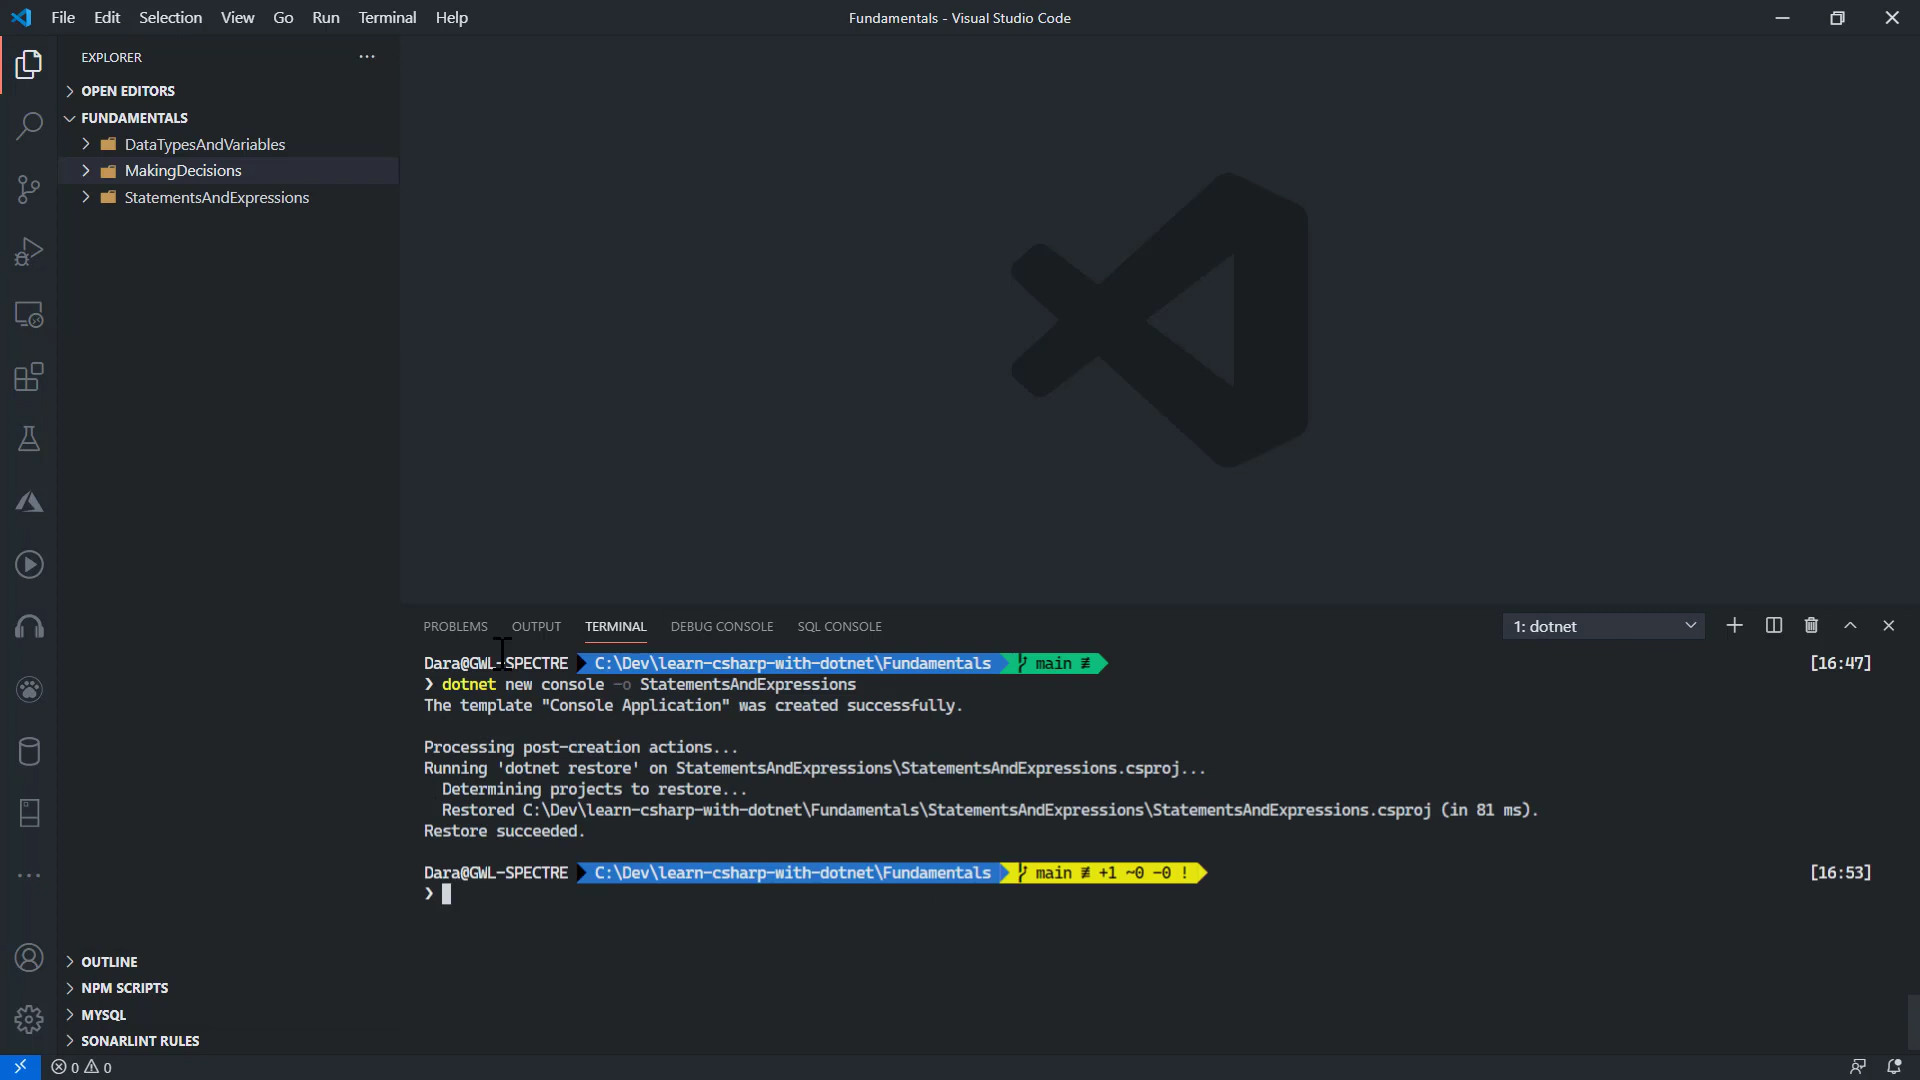 File Edit Selection View Go Run Terminal Help
Fundamentals - Visual Studio Code
EXPLORER
OPEN EDITORS
FUNDAMENTALS
DataTypesAndVariables
MakingDecisions
StatementsAndExpressions
OUTLINE
NPM SCRIPTS
MYSQL
SONARLINT RULES
PROBLEMS OUTPUT TERMINAL DEBUG CONSOLE SQL CONSOLE
1: dotnet
Dara@GWL-SPECTRE C:\Dev\learn-csharp-with-dotnet\Fundamentals main ≢ [16:47]
❯ dotnet new console -o StatementsAndExpressions
The template "Console Application" was created successfully.
Processing post-creation actions...
Running 'dotnet restore' on StatementsAndExpressions\StatementsAndExpressions.csproj...
Determining projects to restore...
Restored C:\Dev\learn-csharp-with-dotnet\Fundamentals\StatementsAndExpressions\StatementsAndExpressions.csproj (in 81 ms).
Restore succeeded.
Dara@GWL-SPECTRE C:\Dev\learn-csharp-with-dotnet\Fundamentals main ≢ +1 ~0 -0 ! [16:53]
❯
0 0